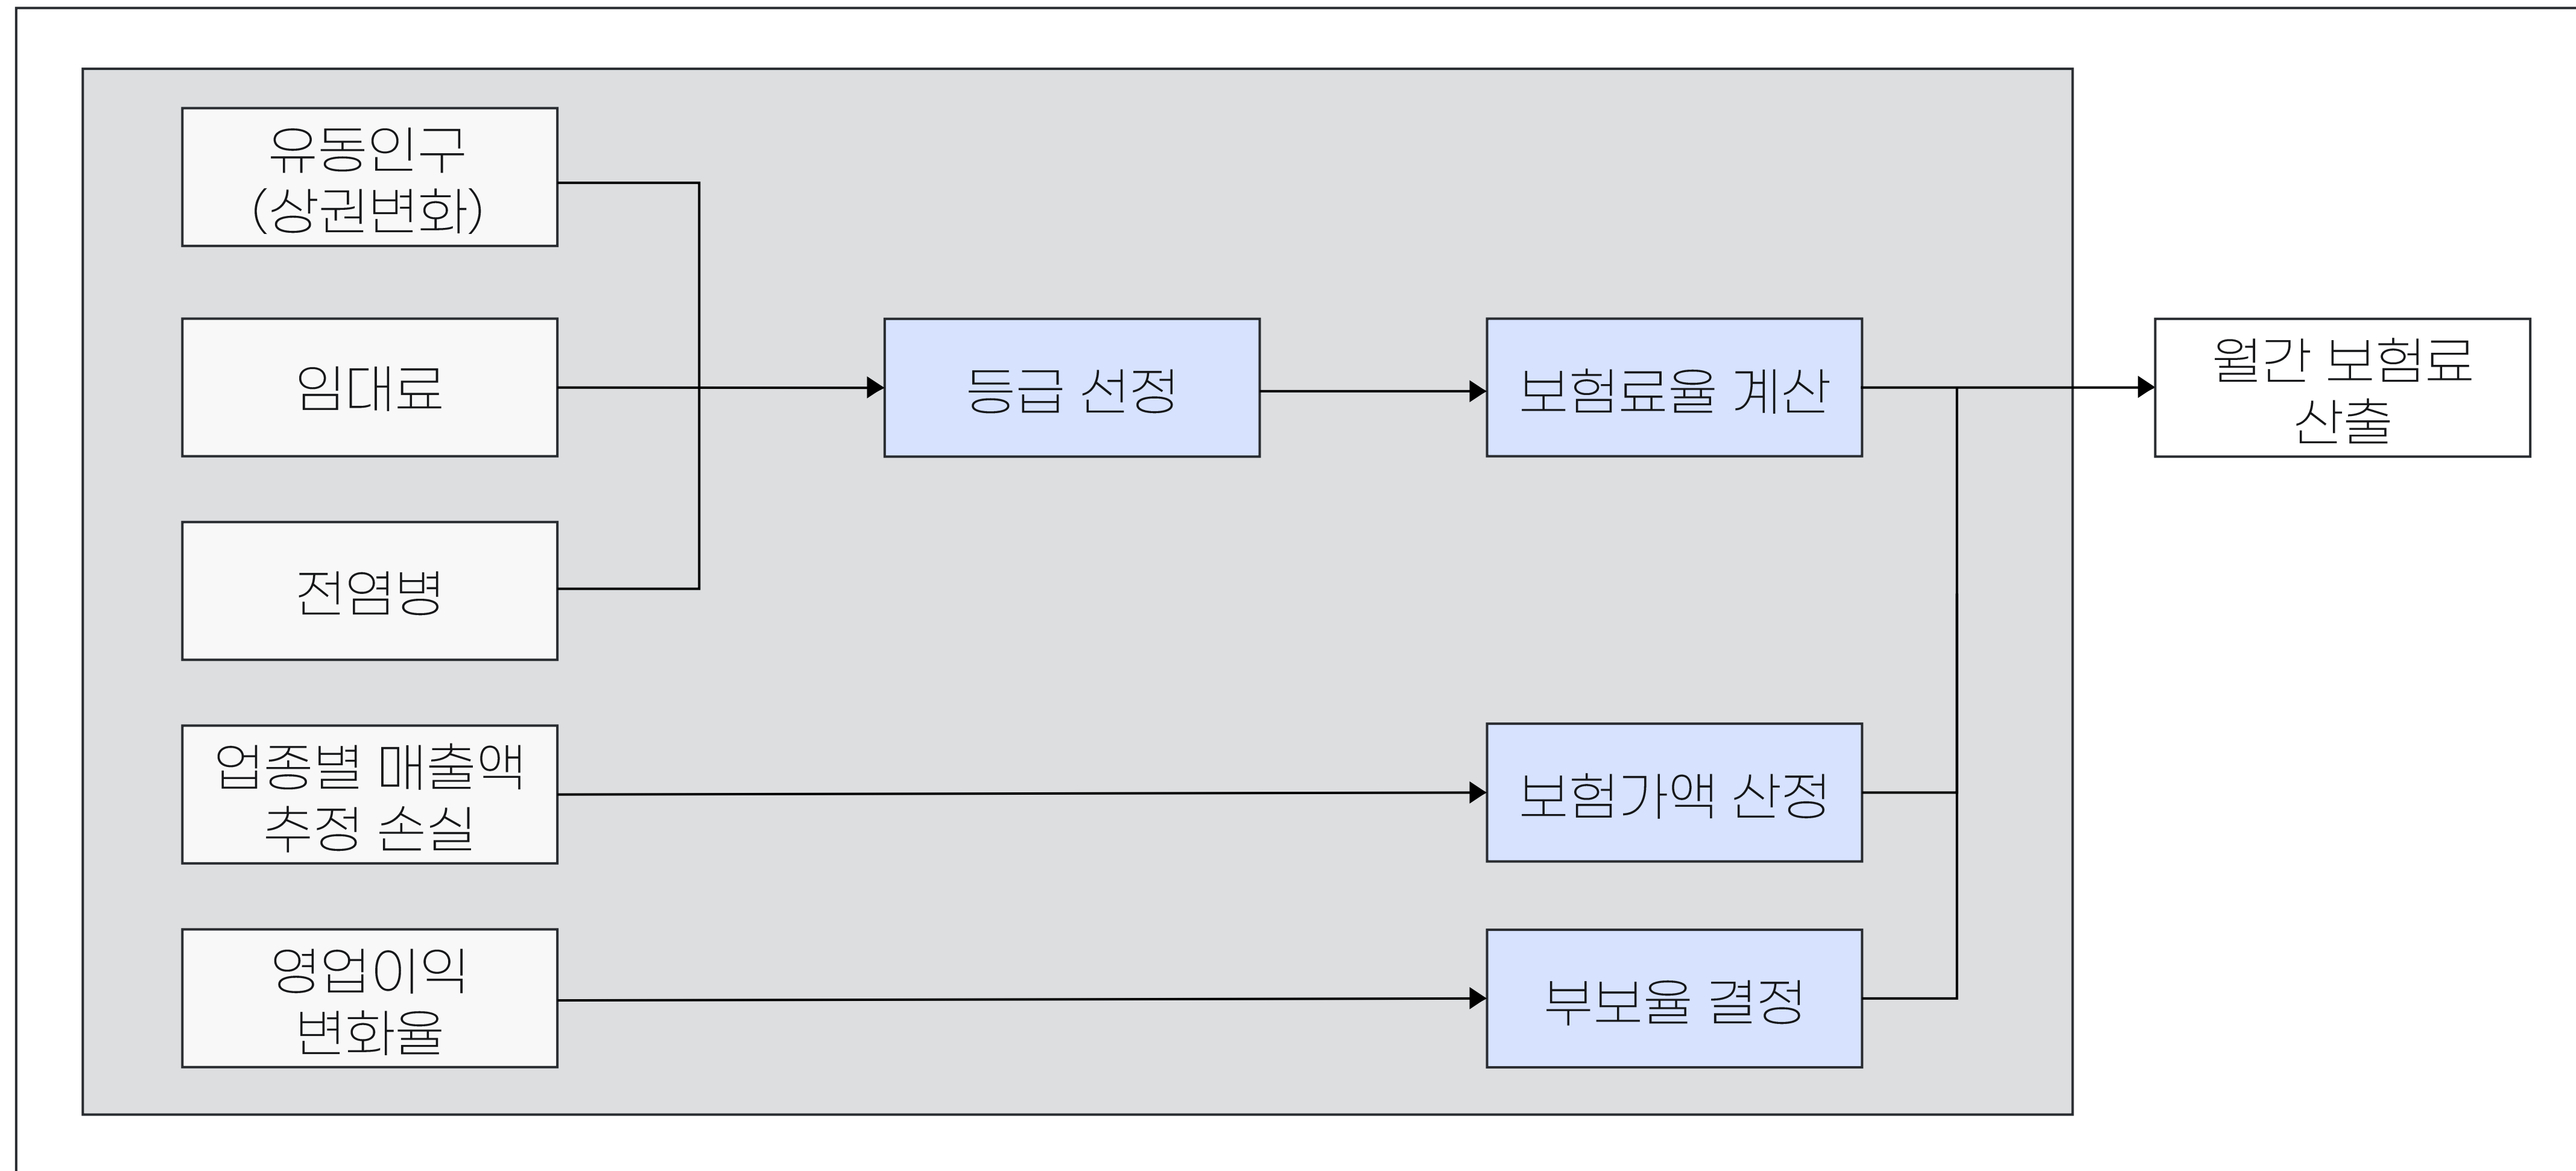 유동인구
(상권변화)
임대료
등급 선정
보험료율 계산
월간 보험료
산출
전염병
업종별 매출액
추정 손실
보험가액 산정
영업이익
변화율
부보율 결정